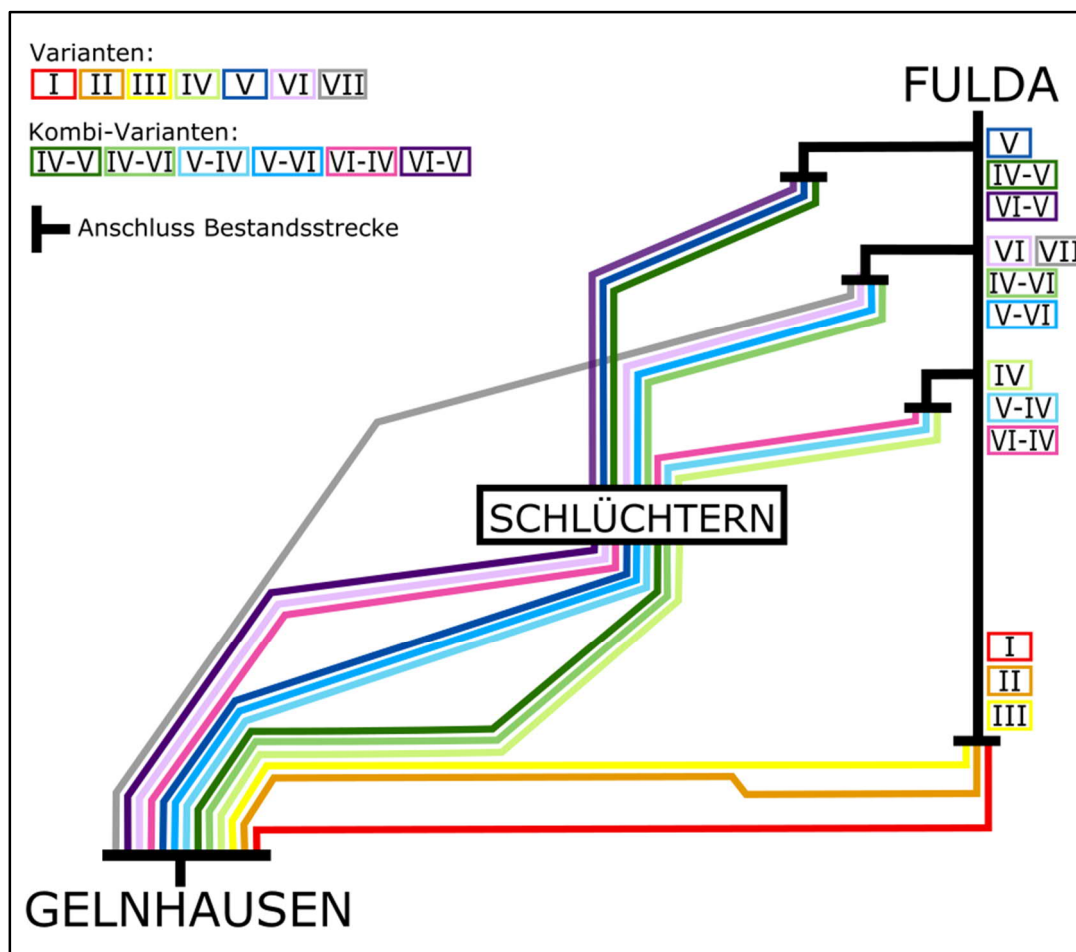 Varianten:
I II III IV V VI VII
Kombi-Varianten:
IV-V IV-VI V-IV V-VI VI-IV VI-V
Anschluss Bestandsstrecke
FULDA
V
IV-V
VI-V
VI VII
IV-VI
V-VI
IV
V-IV
VI-IV
SCHLÜCHTERN
I
II
III
GELNHAUSEN